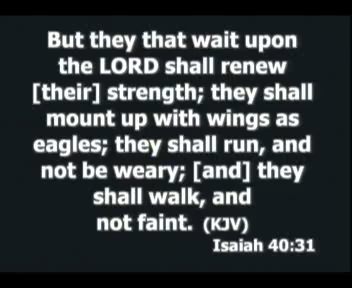 But they that wait upon
the LORD shall renew
[their] strength; they shall
mount up with wings as
eagles; they shall run, and
not be weary; [and] they
shall walk, and
not faint. (KJV)
Isaiah 40:31